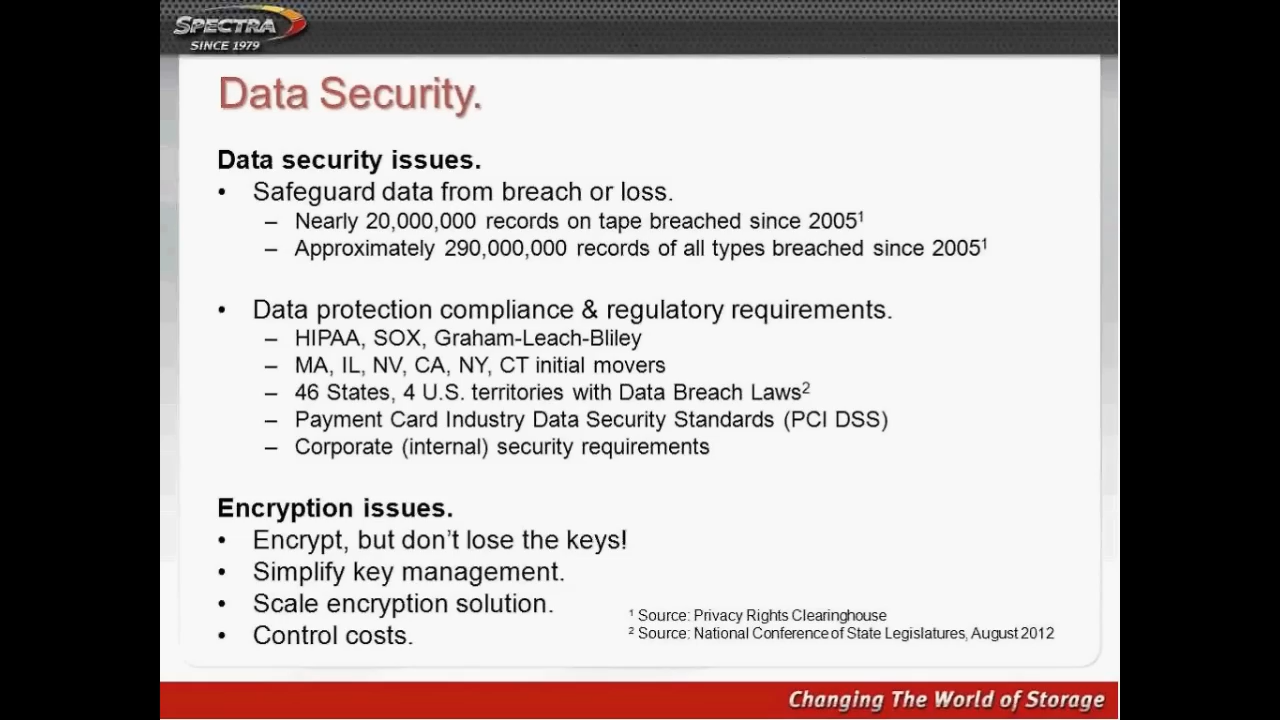 SPECTRA
SINCE 1979
Data Security.
Data security issues.
• Safeguard data from breach or loss.
– Nearly 20,000,000 records on tape breached since 2005¹
– Approximately 290,000,000 records of all types breached since 2005¹
• Data protection compliance & regulatory requirements.
– HIPAA, SOX, Graham-Leach-Bliley
– MA, IL, NV, CA, NY, CT initial movers
– 46 States, 4 U.S. territories with Data Breach Laws²
– Payment Card Industry Data Security Standards (PCI DSS)
– Corporate (internal) security requirements
Encryption issues.
• Encrypt, but don't lose the keys!
• Simplify key management.
• Scale encryption solution.
• Control costs.
¹ Source: Privacy Rights Clearinghouse
² Source: National Conference of State Legislatures, August 2012
Changing The World of Storage